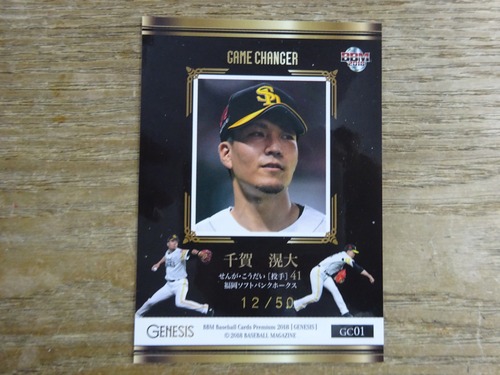 GAME CHANGER
BBM
2018
SH
千賀 滉大
せんが・こうだい [投手] 41
福岡ソフトバンクホークス
12/50
GENESIS
BBM Baseball Cards Premium 2018 [GENESIS]
©2018 BASEBALL MAGAZINE
GC01